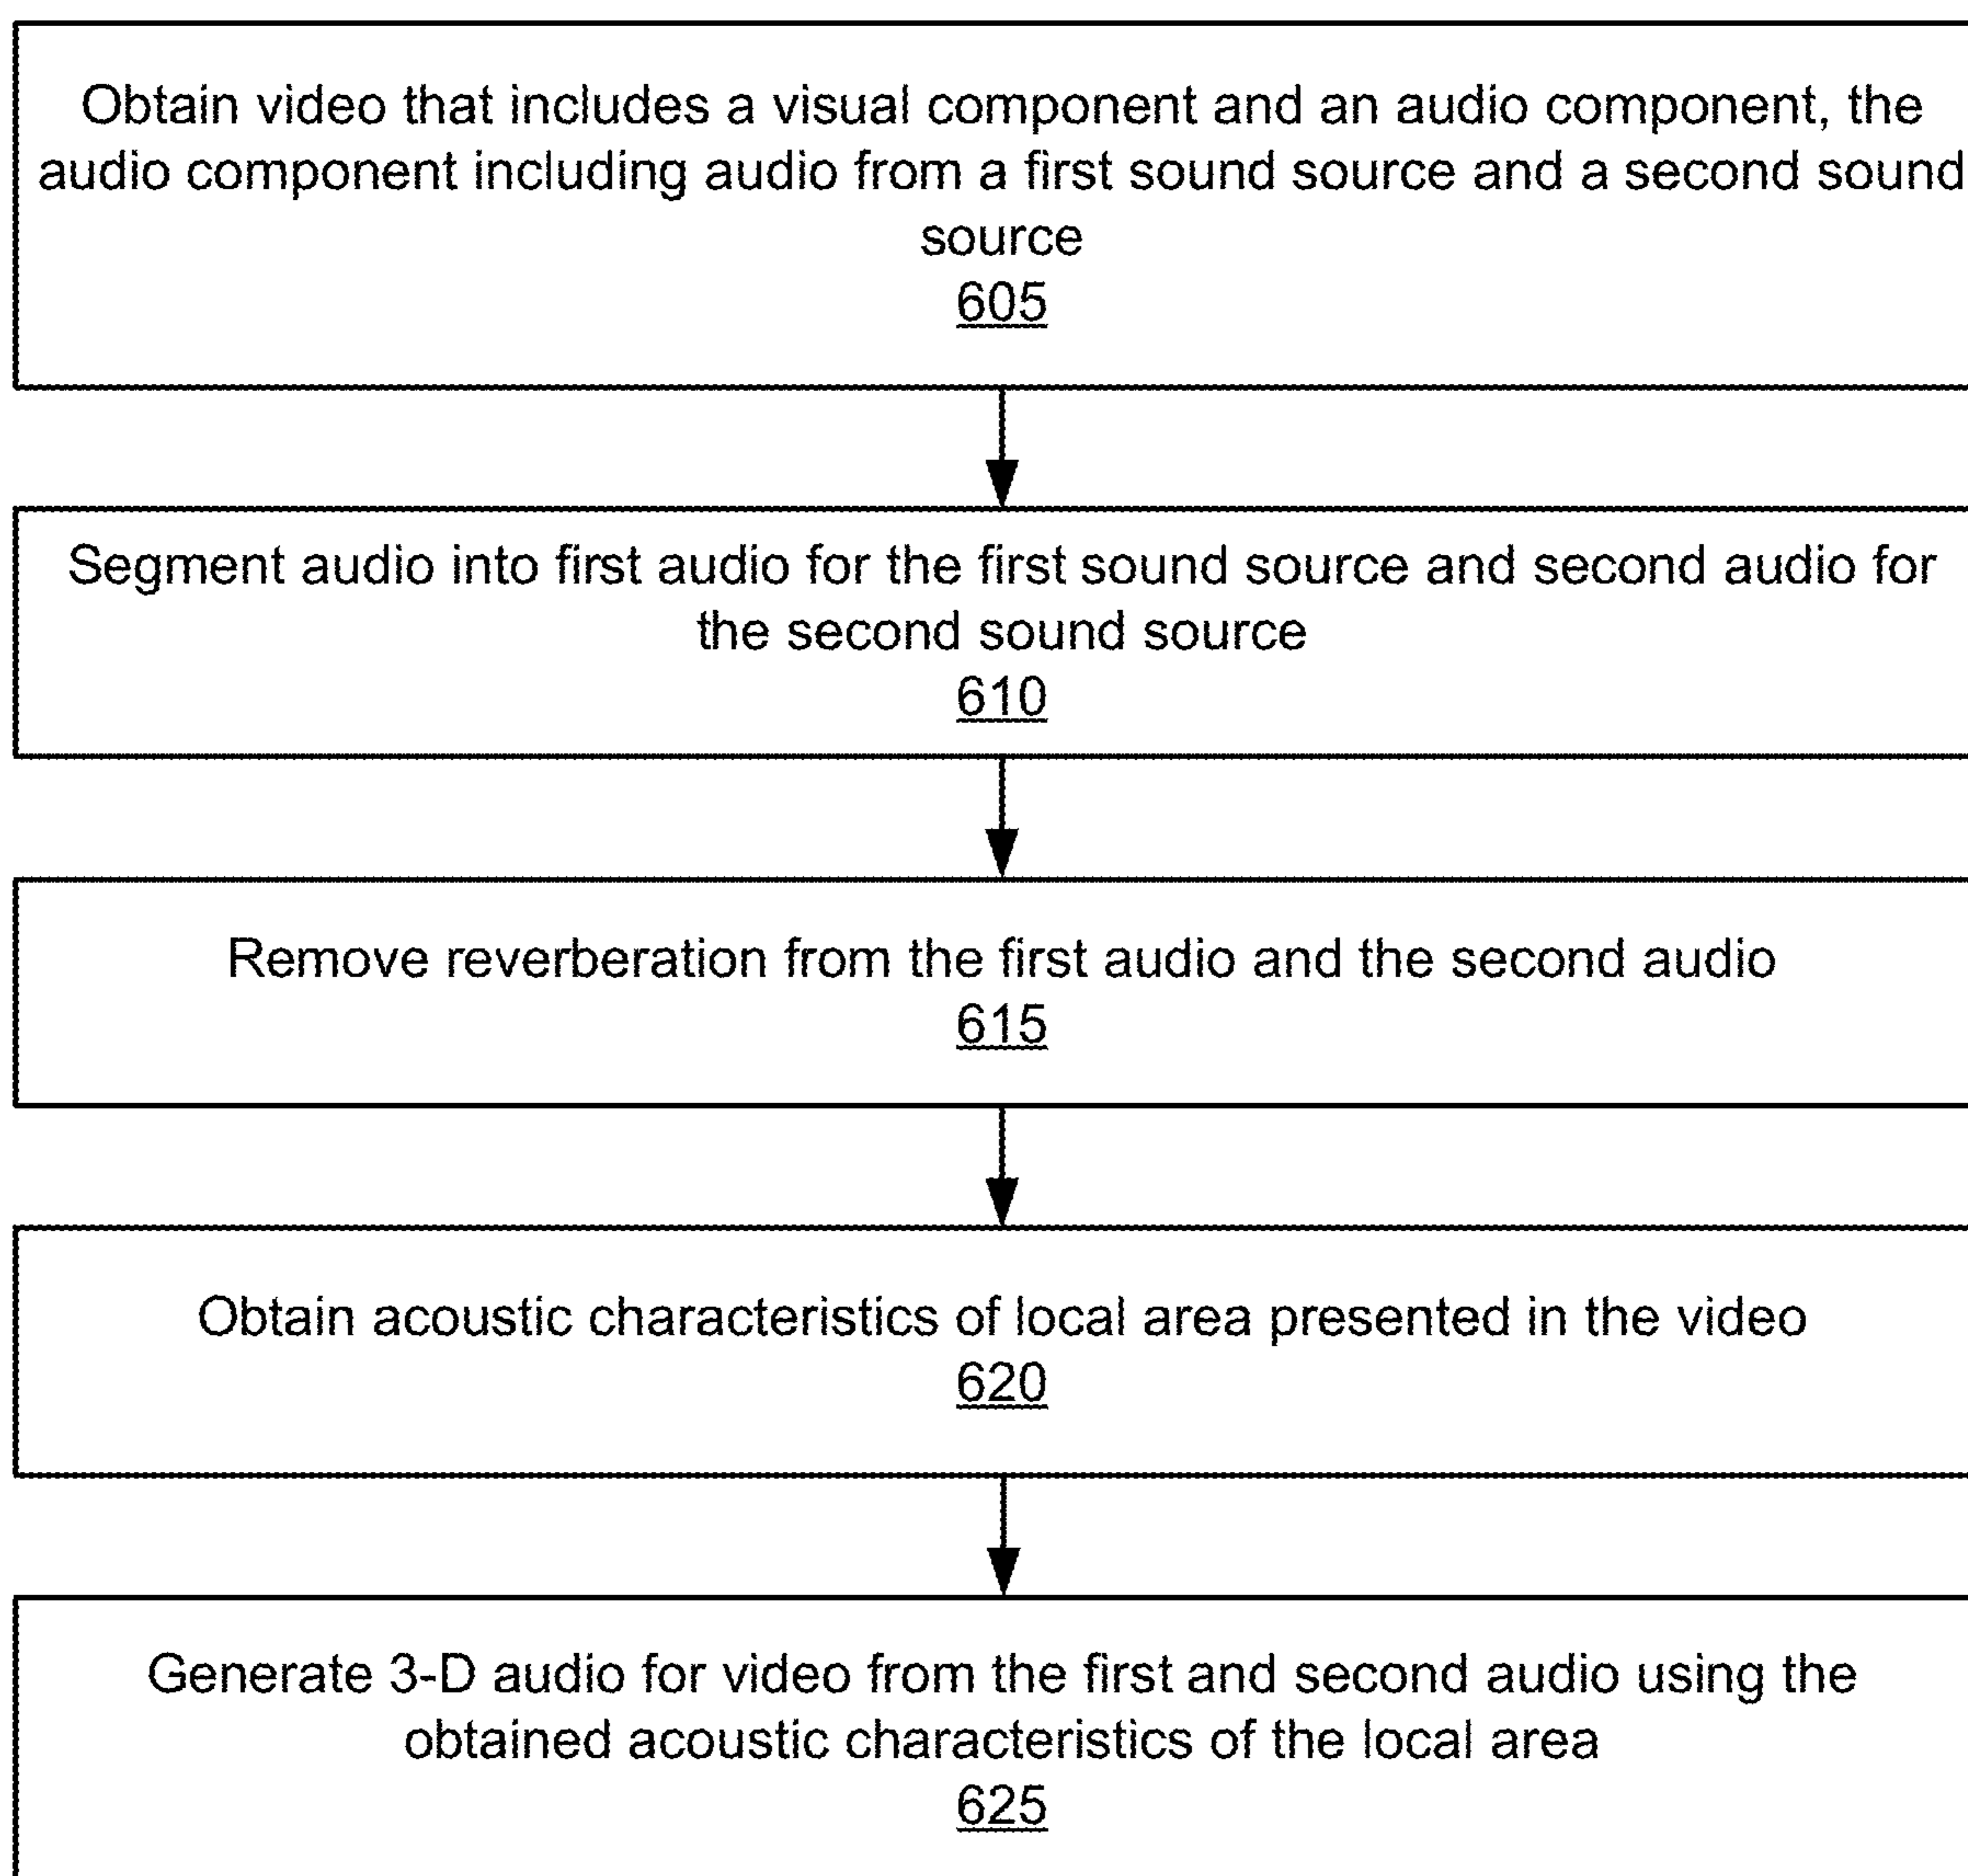 Obtain video that includes a visual component and an audio component, the
audio component including audio from a first sound source and a second sound
source
605
Segment audio into first audio for the first sound source and second audio for
the second sound source
610
Remove reverberation from the first audio and the second audio
615
Obtain acoustic characteristics of local area presented in the video
620
Generate 3-D audio for video from the first and second audio using the
obtained acoustic characteristics of the local area
625